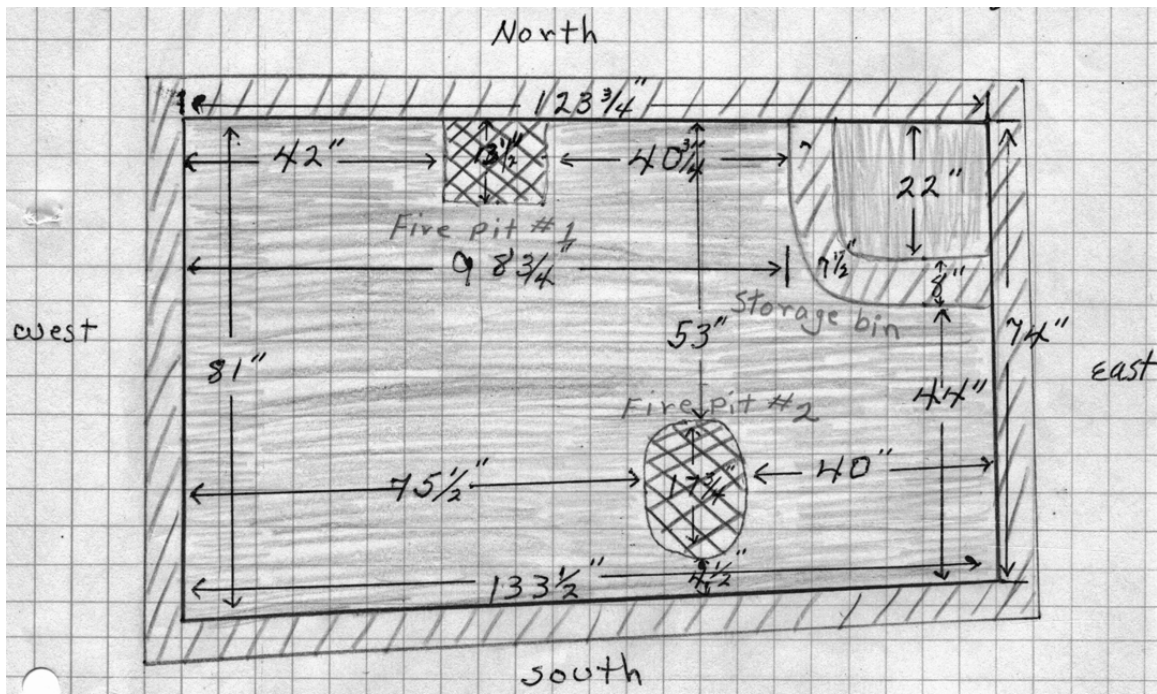 North
123 3/4"
42"
13 1/2"
40 3/4"
22"
Fire pit #1
98 3/4"
7 1/2"
8"
Storage bin
west
53"
74"
81"
east
44"
Fire pit #2
75 1/2"
17 3/4"
40"
133 1/2"
4 1/2"
south